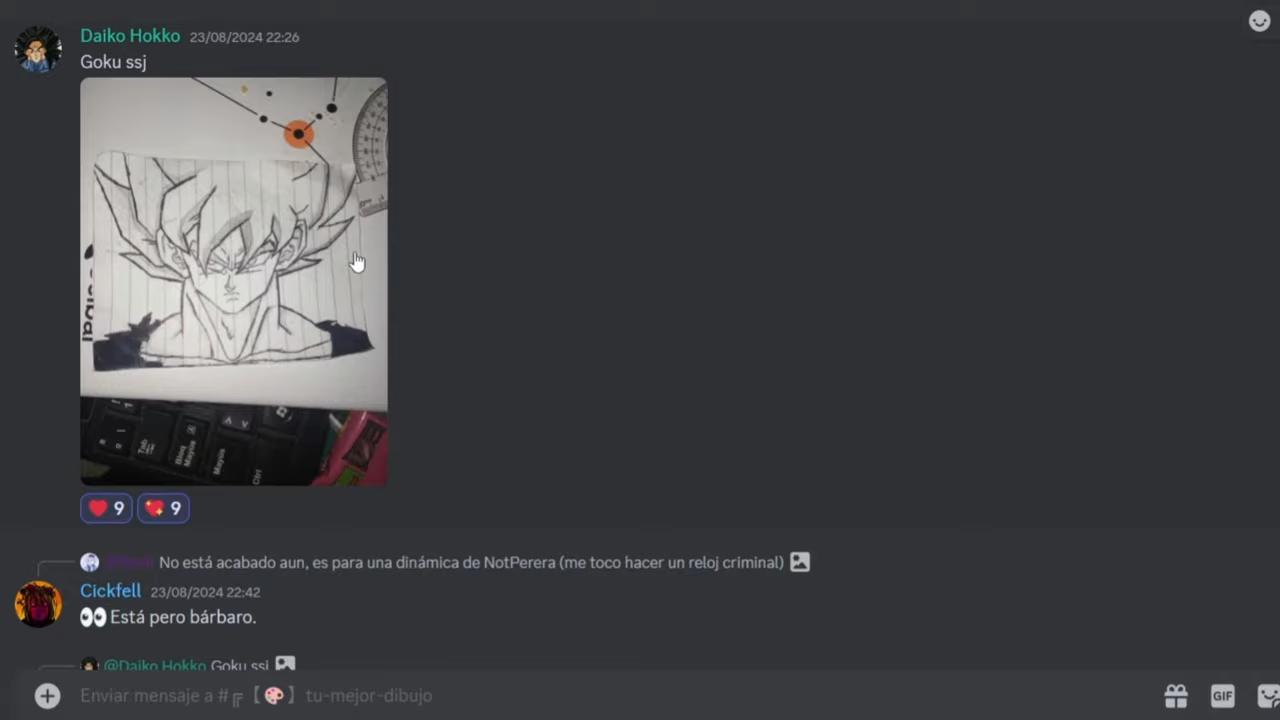 Daiko Hokko 23/08/2024 22:26
Goku ssj
9 9
No está acabado aun, es para una dinámica de NotPerera (me toco hacer un reloj criminal)
Cickfell 23/08/2024 22:42
👀 Está pero bárbaro.
@Daiko Hokko Goku ssj
Enviar mensaje a #╔【🎨】tu-mejor-dibujo
GIF